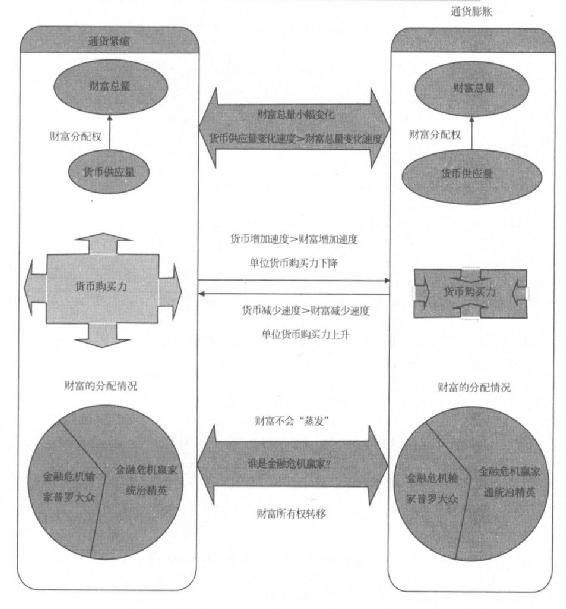 通货膨胀
通货紧缩
财富总量
财富分配权
货币供应量
财富总量小幅变化
货币供应量变化速度>财富总量变化速度
财富总量
财富分配权
货币供应量
货币购买力
货币增加速度>财富增加速度
单位货币购买力下降
货币减少速度>财富减少速度
单位货币购买力上升
货币购买力
财富的分配情况
金融危机输
家普罗大众
金融危机赢家
统治精英
财富不会“蒸发”
谁是金融危机赢家?
财富所有权转移
财富的分配情况
金融危机输
家普罗大众
金融危机赢家
通统治精英